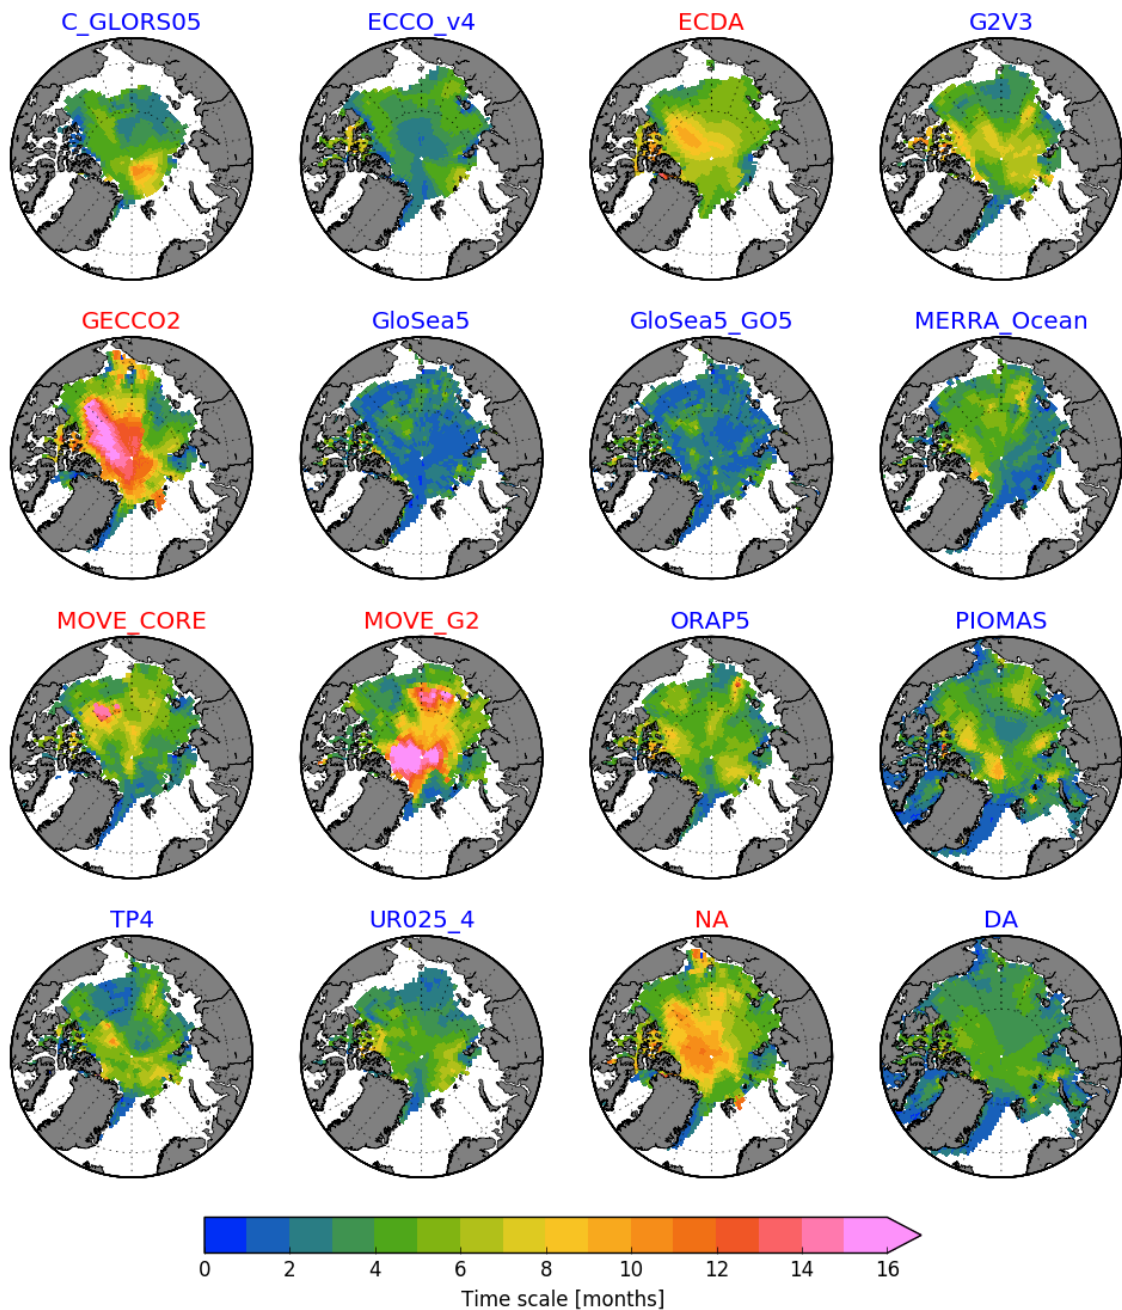 C_GLORS05 ECCO_v4 ECDA G2V3
GECCO2 GloSea5 GloSea5_GO5 MERRA_Ocean
MOVE_CORE MOVE_G2 ORAP5 PIOMAS
TP4 UR025_4 NA DA
0 2 4 6 8 10 12 14 16
Time scale [months]